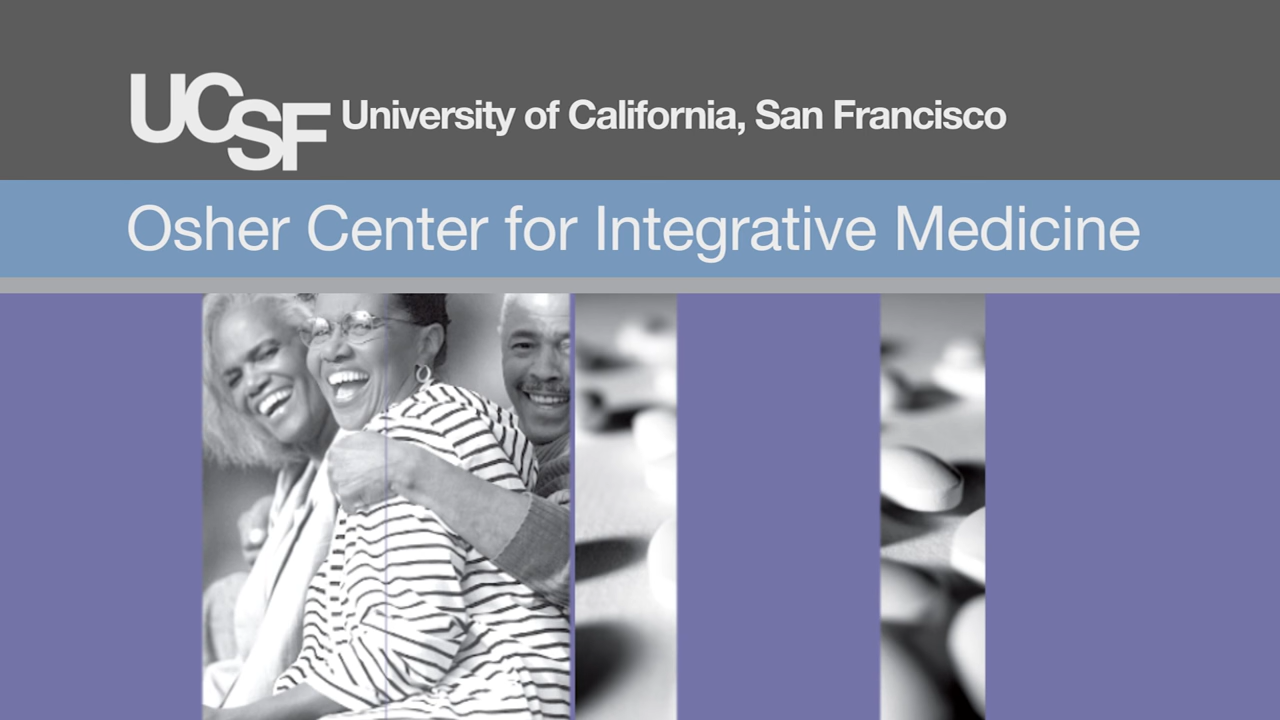 UCSF University of California, San Francisco
Osher Center for Integrative Medicine